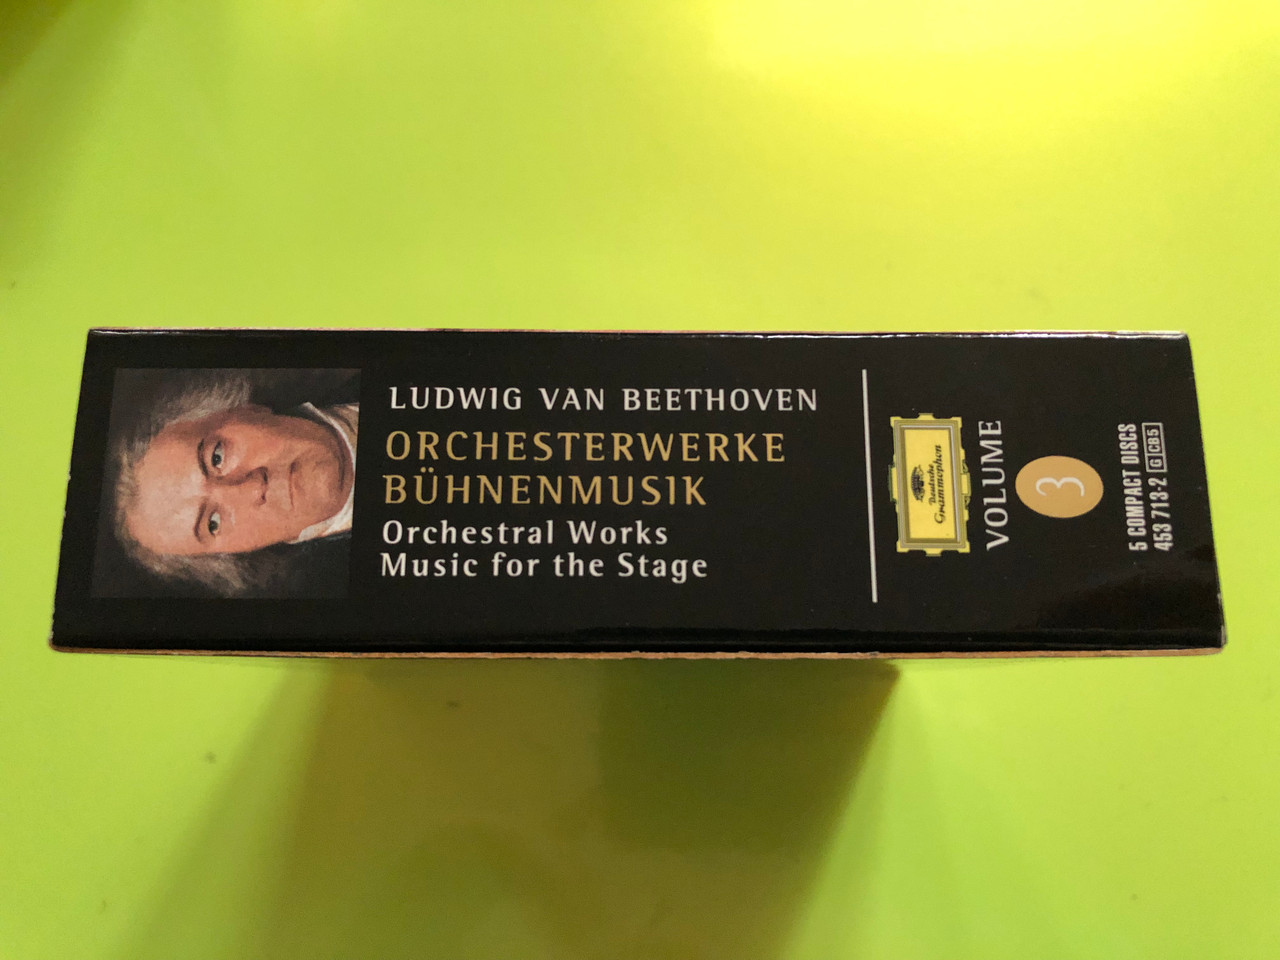 LUDWIG VAN BEETHOVEN
ORCHESTERWERKE
BÜHNENMUSIK
Orchestral Works
Music for the Stage
Deutsche
Grammophon
VOLUME
3
5 COMPACT DISCS
453 713-2 G CB5